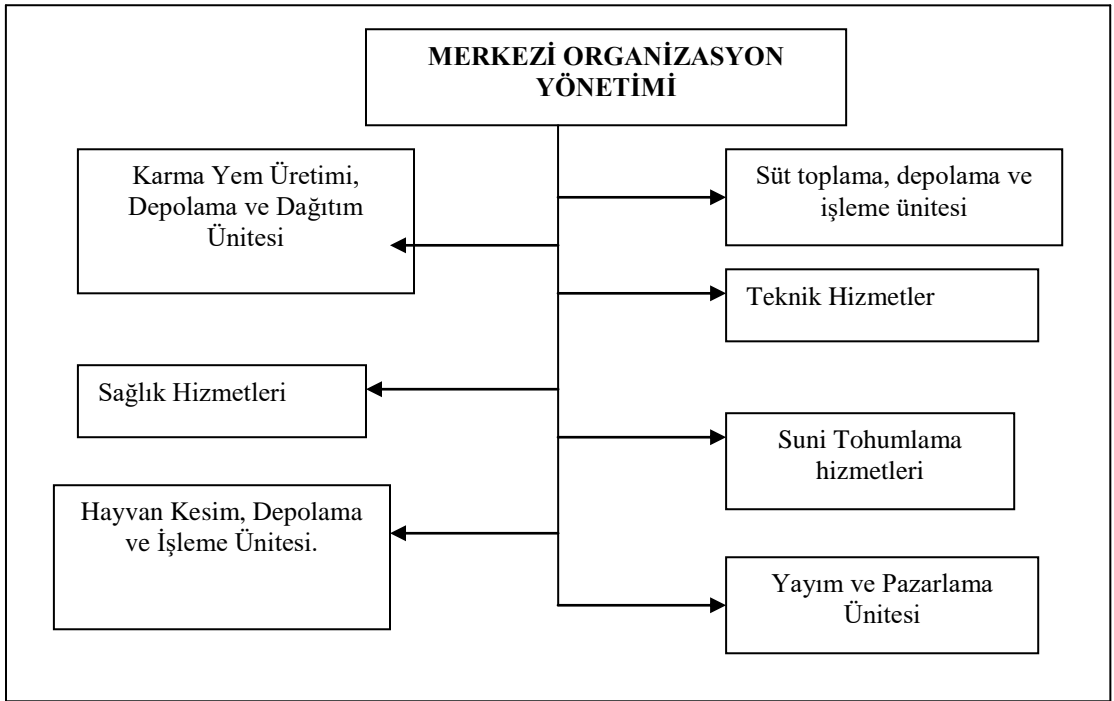 MERKEZİ ORGANİZASYON
YÖNETİMİ
Karma Yem Üretimi,
Depolama ve Dağıtım
Ünitesi
Süt toplama, depolama ve
işleme ünitesi
Teknik Hizmetler
Sağlık Hizmetleri
Suni Tohumlama
hizmetleri
Hayvan Kesim, Depolama
ve İşleme Ünitesi.
Yayım ve Pazarlama
Ünitesi